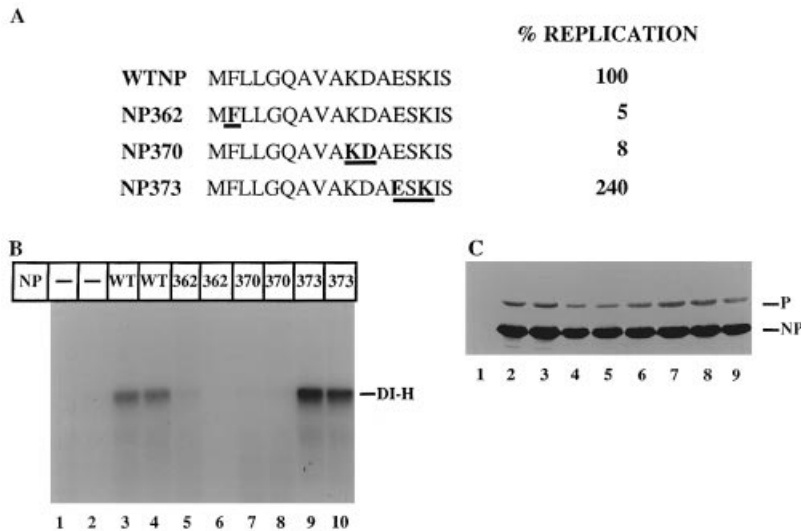 A
% REPLICATION
WTNP MFLLGQAVAKDAESKIS 100
NP362 MFLLGQAVAKDAESKIS 5
NP370 MFLLGQAVAKDAESKIS 8
NP373 MFLLGQAVAKDAESKIS 240
B
NP — — WT WT 362 362 370 370 373 373
—DI-H
1 2 3 4 5 6 7 8 9 10
C
—P
—NP
1 2 3 4 5 6 7 8 9